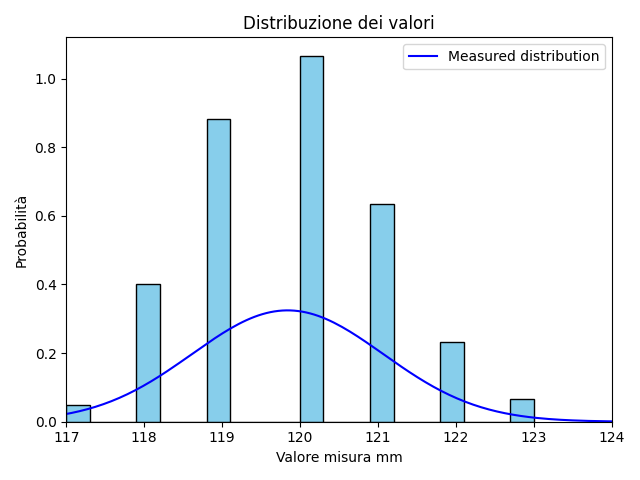 Distribuzione dei valori
Measured distribution
Probabilità
1.0
0.8
0.6
0.4
0.2
0.0
117 118 119 120 121 122 123 124
Valore misura mm